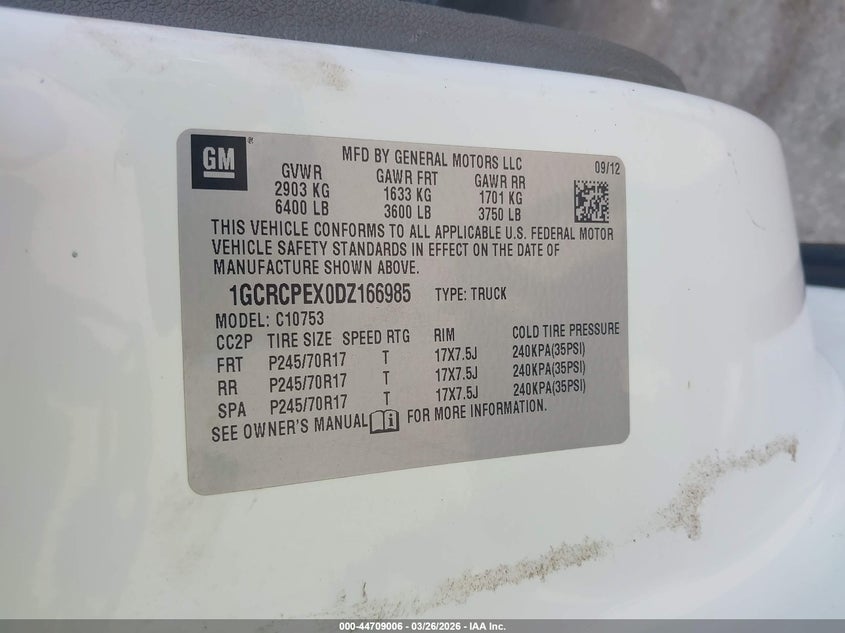 GM®
MFD BY GENERAL MOTORS LLC 09/12
GVWR GAWR FRT GAWR RR
2903 KG 1633 KG 1701 KG
6400 LB 3600 LB 3750 LB
THIS VEHICLE CONFORMS TO ALL APPLICABLE U.S. FEDERAL MOTOR
VEHICLE SAFETY STANDARDS IN EFFECT ON THE DATE OF
MANUFACTURE SHOWN ABOVE.
1GCRCPEX0DZ166985 TYPE: TRUCK
MODEL: C10753
CC2P TIRE SIZE SPEED RTG RIM COLD TIRE PRESSURE
FRT P245/70R17 T 17X7.5J 240KPA(35PSI)
RR P245/70R17 T 17X7.5J 240KPA(35PSI)
SPA P245/70R17 T 17X7.5J 240KPA(35PSI)
SEE OWNER'S MANUAL FOR MORE INFORMATION.
000-44709006 - 03/26/2026 - IAA Inc.